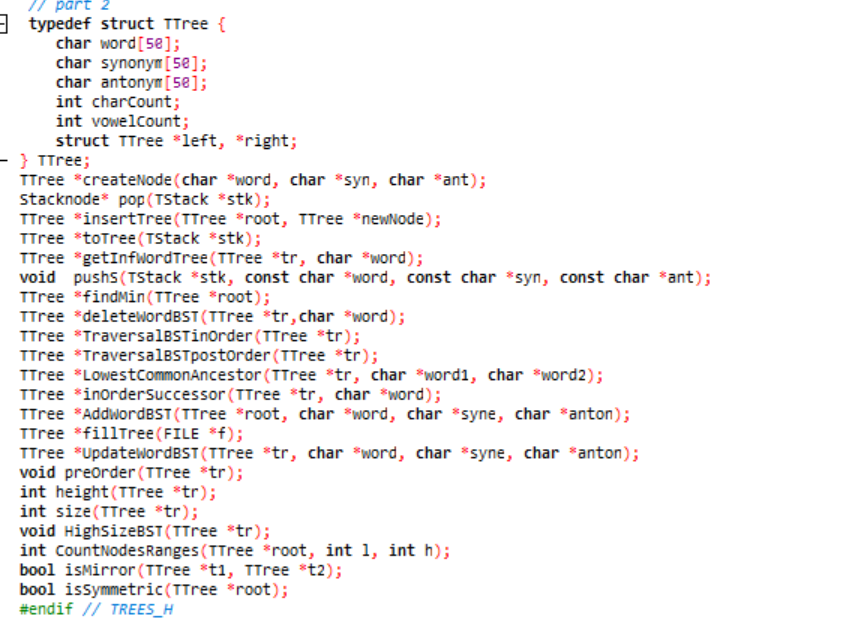 // part 2
typedef struct TTree {
char word[50];
char synonym[50];
char antonym[50];
int charCount;
int vowelCount;
struct TTree *left, *right;
} TTree;
TTree *createNode(char *word, char *syn, char *ant);
Stacknode* pop(TStack *stk);
TTree *insertTree(TTree *root, TTree *newNode);
TTree *toTree(TStack *stk);
TTree *getInfWordTree(TTree *tr, char *word);
void  pushS(TStack *stk, const char *word, const char *syn, const char *ant);
TTree *findMin(TTree *root);
TTree *deleteWordBST(TTree *tr,char *word);
TTree *TraversalBSTinOrder(TTree *tr);
TTree *TraversalBSTpostOrder(TTree *tr);
TTree *LowestCommonAncestor(TTree *tr, char *word1, char *word2);
TTree *inOrderSuccessor(TTree *tr, char *word);
TTree *AddWordBST(TTree *root, char *word, char *syne, char *anton);
TTree *fillTree(FILE *f);
TTree *UpdateWordBST(TTree *tr, char *word, char *syne, char *anton);
void preOrder(TTree *tr);
int height(TTree *tr);
int size(TTree *tr);
void HighSizeBST(TTree *tr);
int CountNodesRanges(TTree *root, int l, int h);
bool isMirror(TTree *t1, TTree *t2);
bool isSymmetric(TTree *root);
#endif // TREES_H